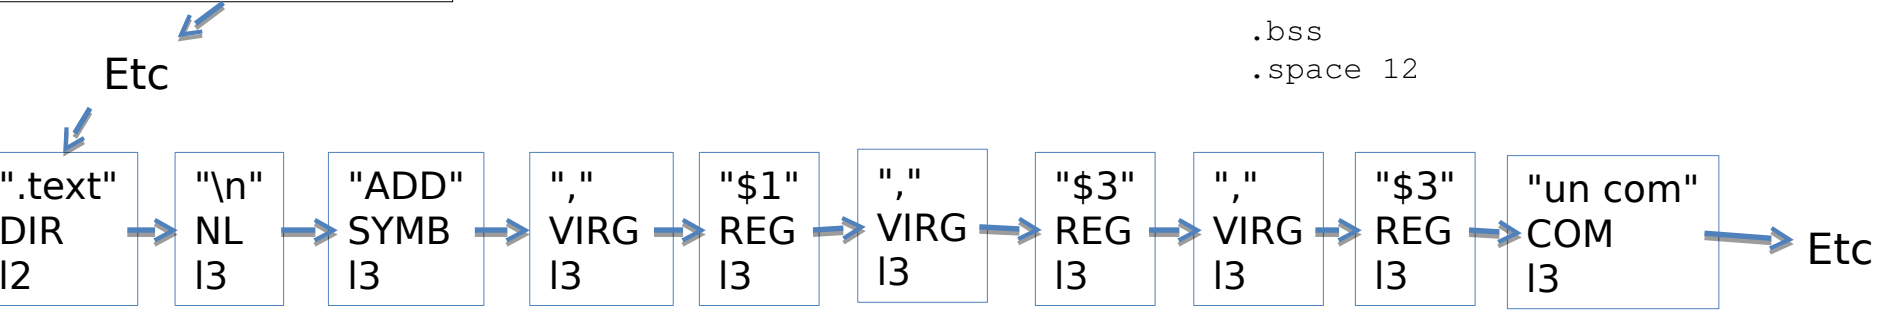 .bss
.space 12
Etc
".text"
DIR
l2
"\n"
NL
l3
"ADD"
SYMB
l3
","
VIRG
l3
"$1"
REG
l3
","
VIRG
l3
"$3"
REG
l3
","
VIRG
l3
"$3"
REG
l3
"un com"
COM
l3
Etc